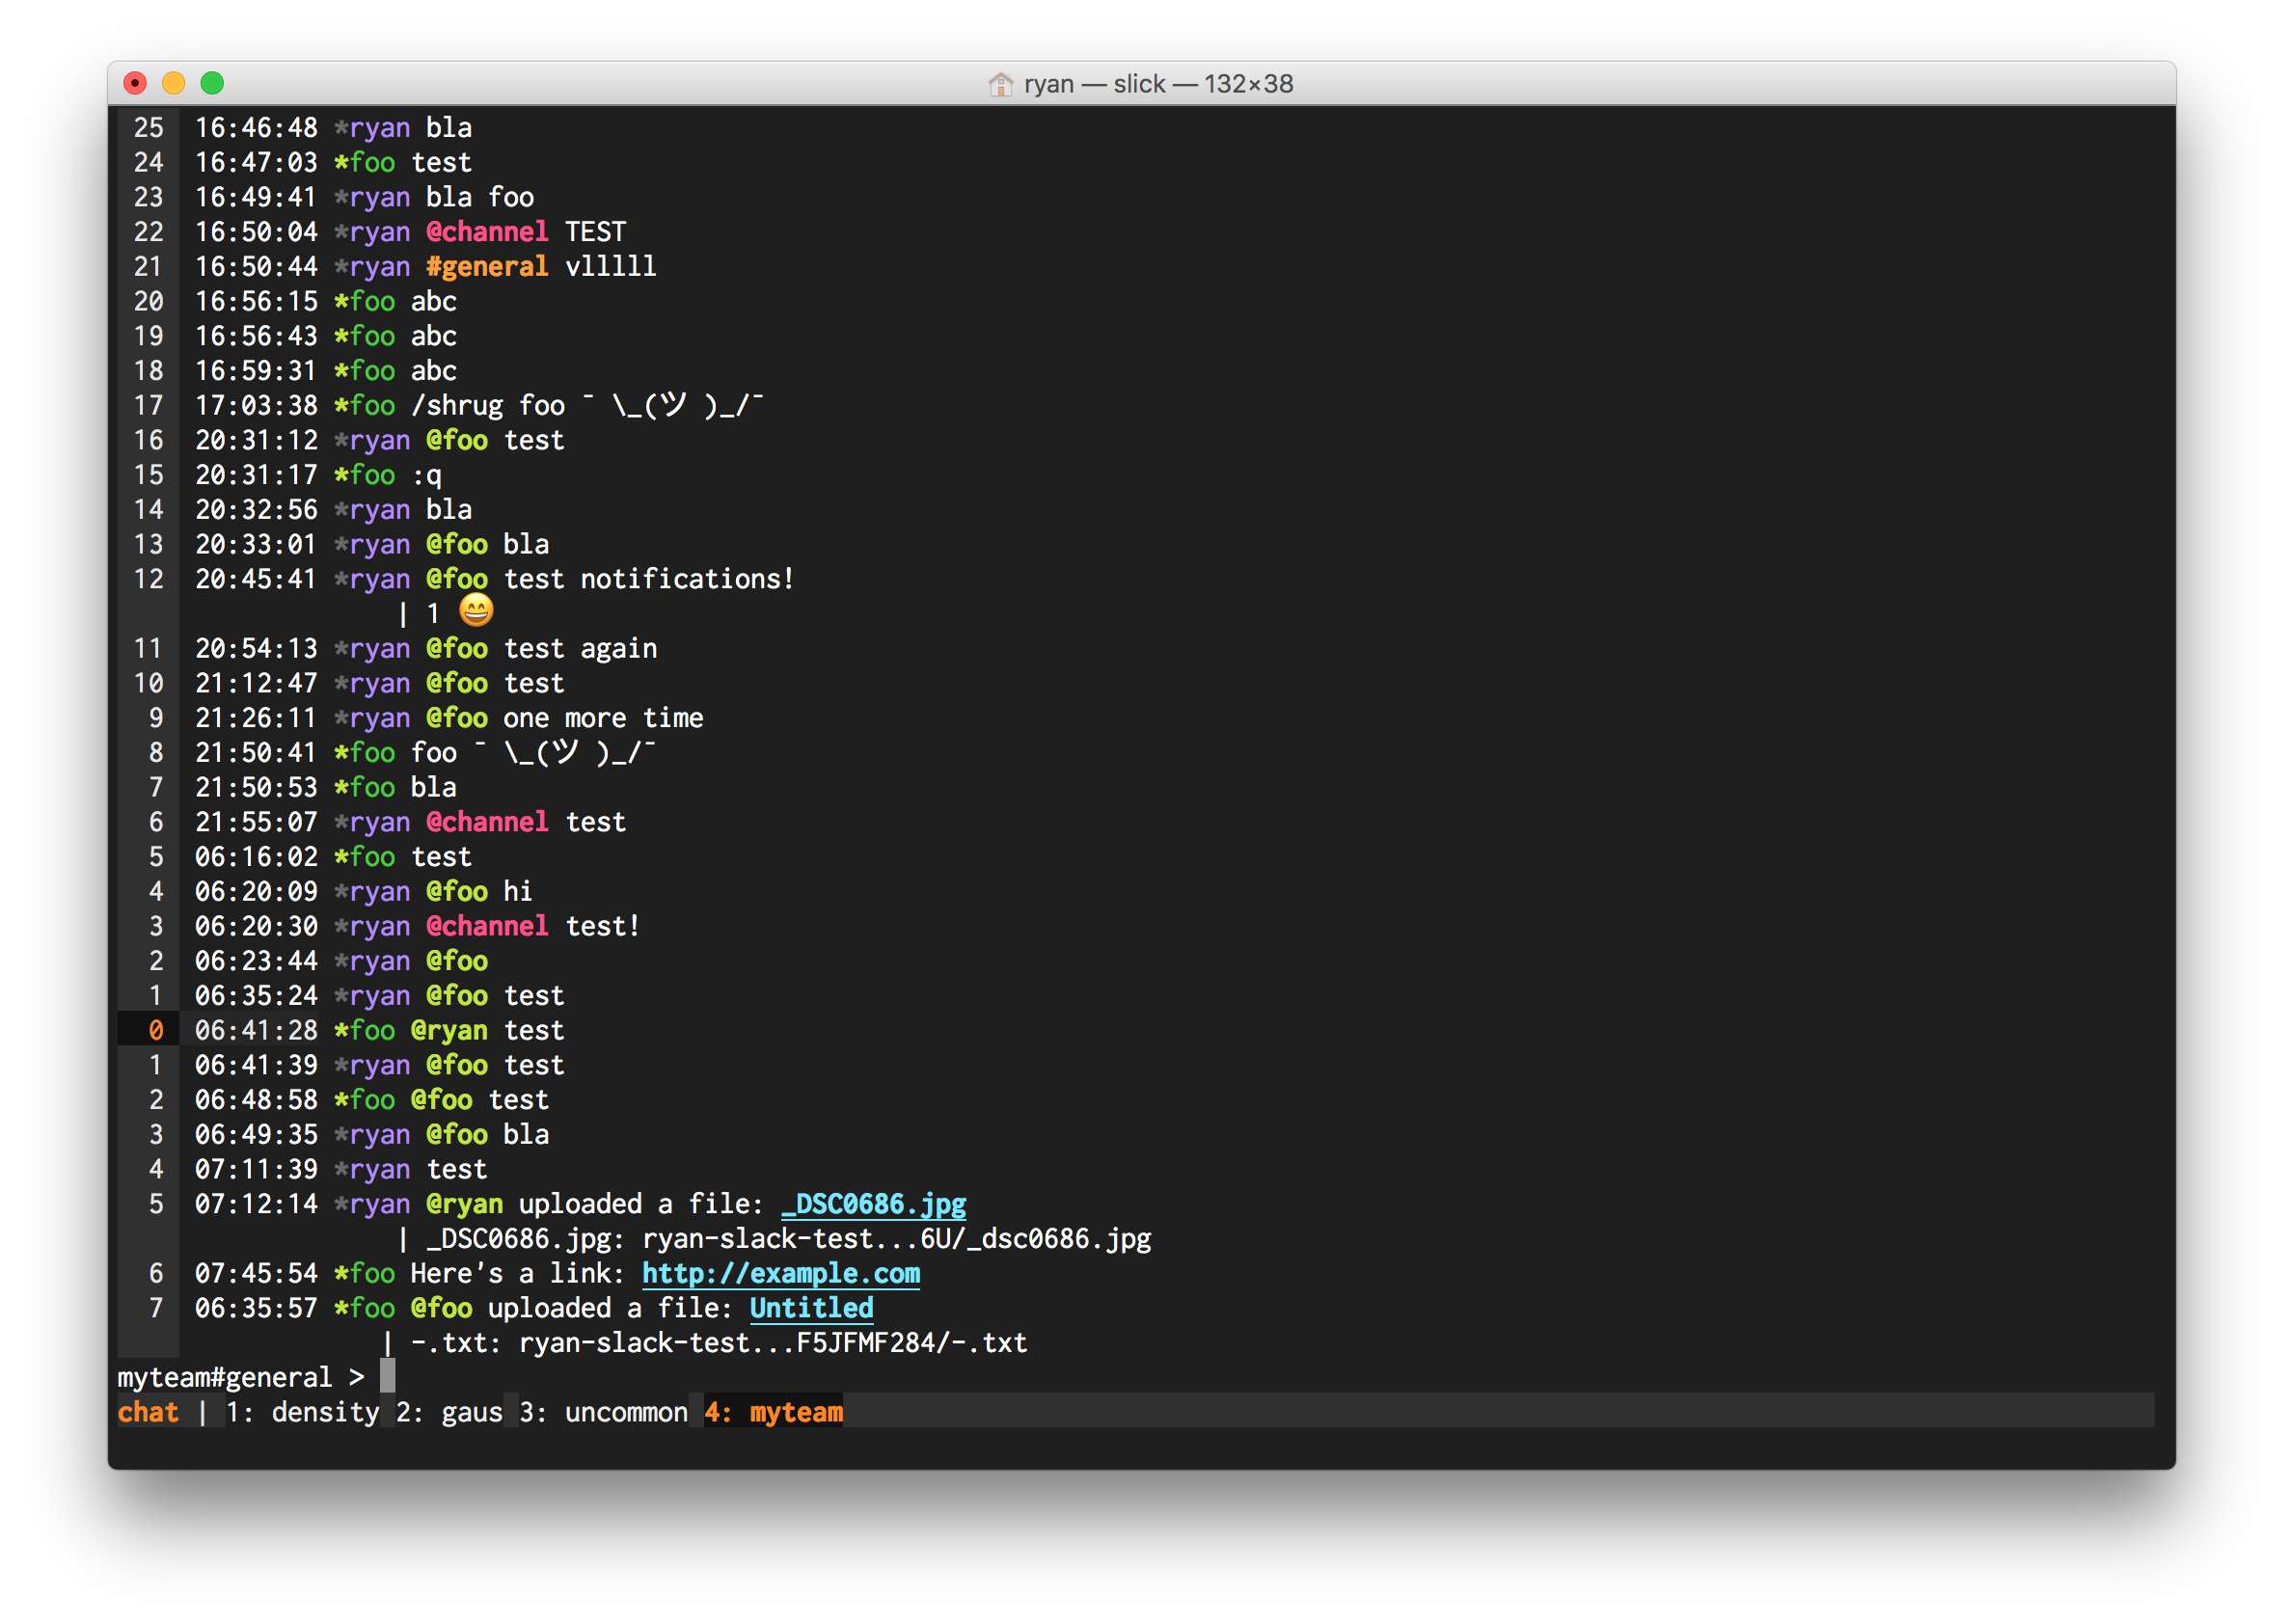 ryan — slick — 132×38
25 16:46:48 *ryan bla
24 16:47:03 *foo test
23 16:49:41 *ryan bla foo
22 16:50:04 *ryan @channel TEST
21 16:50:44 *ryan #general vlllll
20 16:56:15 *foo abc
19 16:56:43 *foo abc
18 16:59:31 *foo abc
17 17:03:38 *foo /shrug foo ¯ \_(ツ )_/¯
16 20:31:12 *ryan @foo test
15 20:31:17 *foo :q
14 20:32:56 *ryan bla
13 20:33:01 *ryan @foo bla
12 20:45:41 *ryan @foo test notifications!
| 1 😄
11 20:54:13 *ryan @foo test again
10 21:12:47 *ryan @foo test
9 21:26:11 *ryan @foo one more time
8 21:50:41 *foo foo ¯ \_(ツ )_/¯
7 21:50:53 *foo bla
6 21:55:07 *ryan @channel test
5 06:16:02 *foo test
4 06:20:09 *ryan @foo hi
3 06:20:30 *ryan @channel test!
2 06:23:44 *ryan @foo
1 06:35:24 *ryan @foo test
0 06:41:28 *foo @ryan test
1 06:41:39 *ryan @foo test
2 06:48:58 *foo @foo test
3 06:49:35 *ryan @foo bla
4 07:11:39 *ryan test
5 07:12:14 *ryan @ryan uploaded a file: _DSC0686.jpg
| _DSC0686.jpg: ryan-slack-test...6U/_dsc0686.jpg
6 07:45:54 *foo Here's a link: http://example.com
7 06:35:57 *foo @foo uploaded a file: Untitled
| -.txt: ryan-slack-test...F5JFMF284/-.txt
myteam#general >
chat | 1: density 2: gaus 3: uncommon 4: myteam